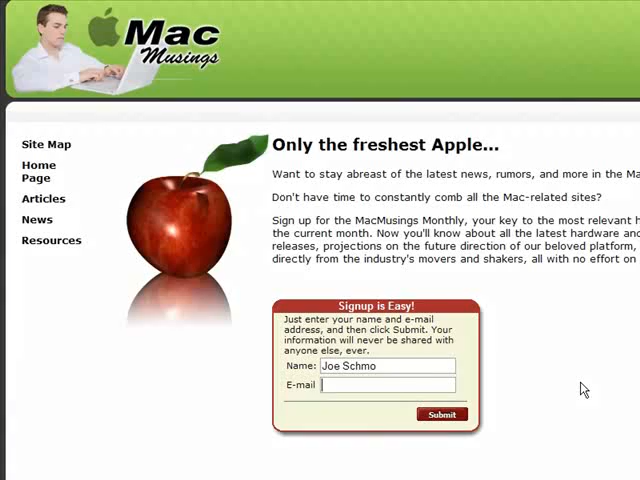 Mac
Musings
Site Map
Home
Page
Articles
News
Resources
Only the freshest Apple...
Want to stay abreast of the latest news, rumors, and more in the
Don't have time to constantly comb all the Mac-related sites?
Sign up for the MacMusings Monthly, your key to the most relevant
the current month. Now you'll know about all the latest hardware
releases, projections on the future direction of our beloved platform,
directly from the industry's movers and shakers, all with no effort on
Signup is Easy!
Just enter your name and e-mail
address, and then click Submit. Your
information will never be shared with
anyone else, ever.
Name: Joe Schmo
E-mail
Submit